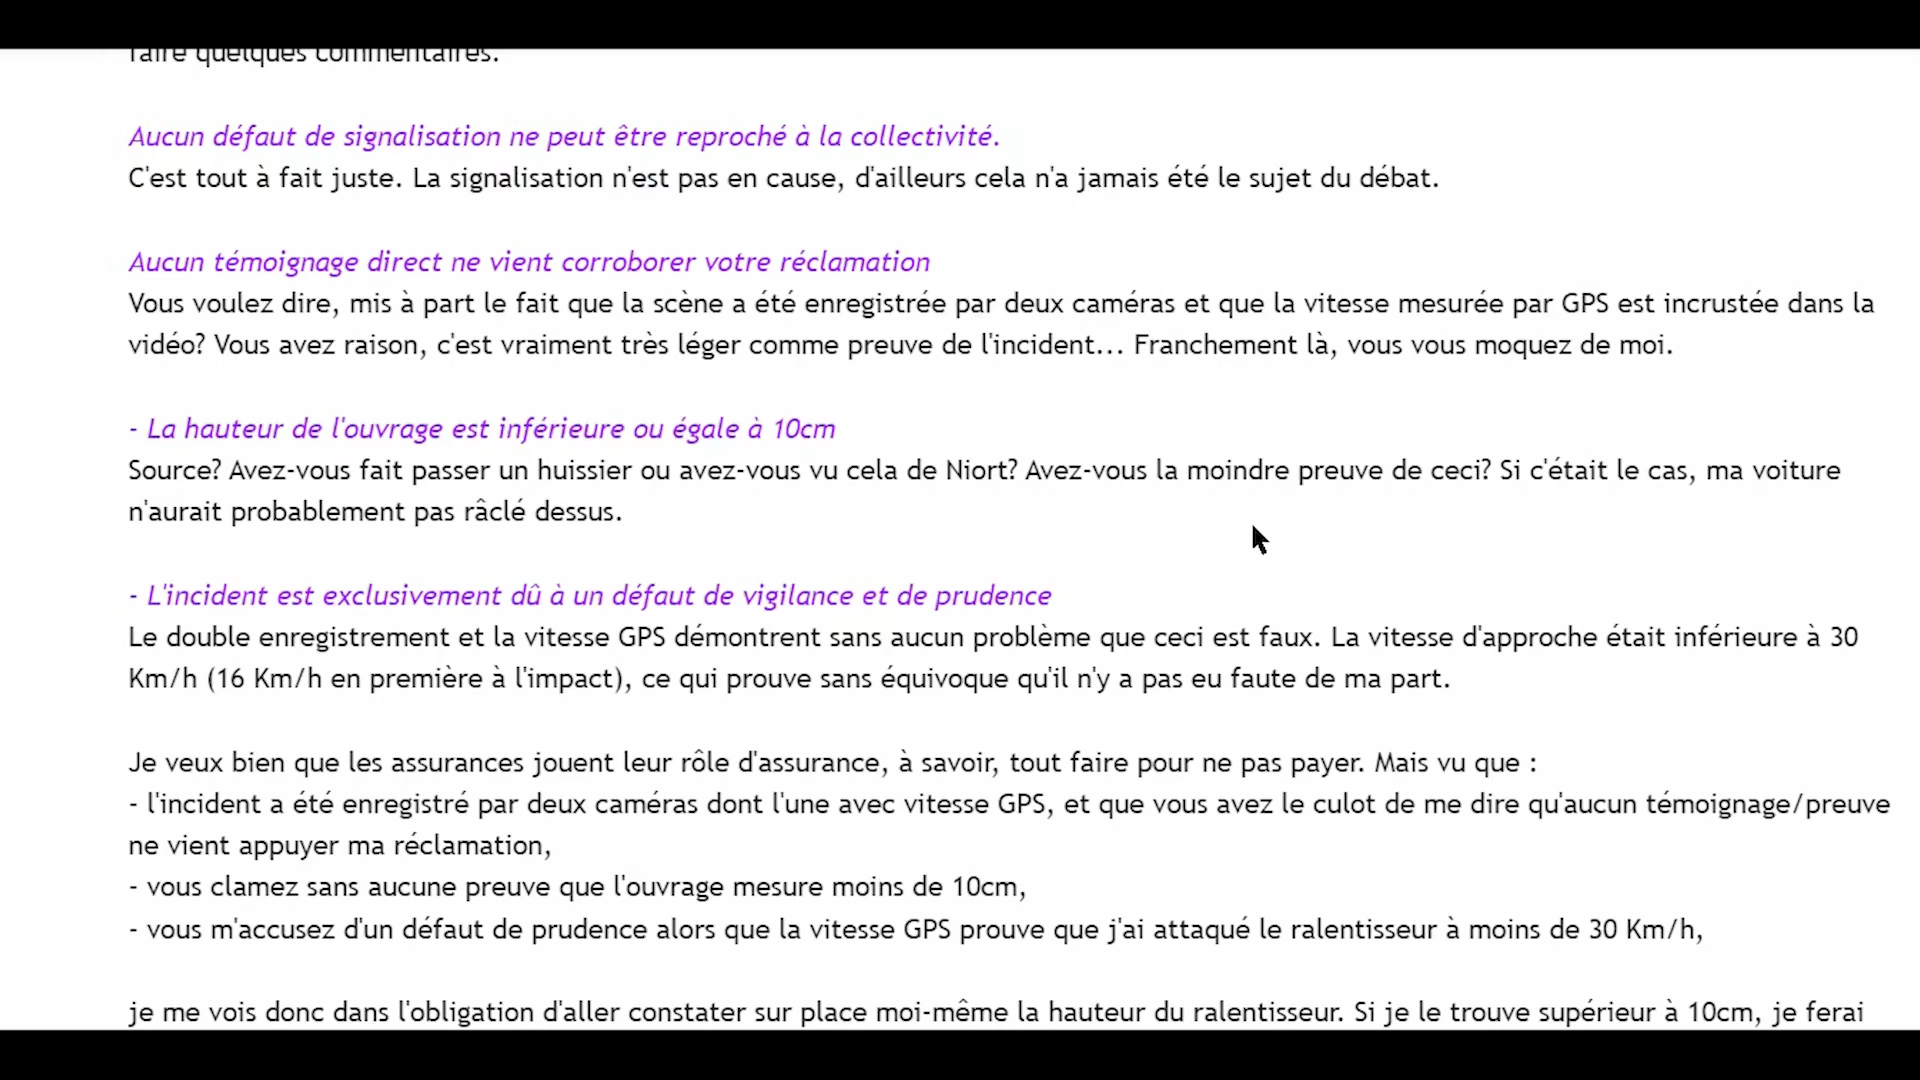 faire quelques commentaires.
Aucun défaut de signalisation ne peut être reproché à la collectivité.
C'est tout à fait juste. La signalisation n'est pas en cause, d'ailleurs cela n'a jamais été le sujet du débat.
Aucun témoignage direct ne vient corroborer votre réclamation
Vous voulez dire, mis à part le fait que la scène a été enregistrée par deux caméras et que la vitesse mesurée par GPS est incrustée dans la
vidéo? Vous avez raison, c'est vraiment très léger comme preuve de l'incident... Franchement là, vous vous moquez de moi.
- La hauteur de l'ouvrage est inférieure ou égale à 10cm
Source? Avez-vous fait passer un huissier ou avez-vous vu cela de Niort? Avez-vous la moindre preuve de ceci? Si c'était le cas, ma voiture
n'aurait probablement pas râclé dessus.
- L'incident est exclusivement dû à un défaut de vigilance et de prudence
Le double enregistrement et la vitesse GPS démontrent sans aucun problème que ceci est faux. La vitesse d'approche était inférieure à 30
Km/h (16 Km/h en première à l'impact), ce qui prouve sans équivoque qu'il n'y a pas eu faute de ma part.
Je veux bien que les assurances jouent leur rôle d'assurance, à savoir, tout faire pour ne pas payer. Mais vu que :
- l'incident a été enregistré par deux caméras dont l'une avec vitesse GPS, et que vous avez le culot de me dire qu'aucun témoignage/preuve
ne vient appuyer ma réclamation,
- vous clamez sans aucune preuve que l'ouvrage mesure moins de 10cm,
- vous m'accusez d'un défaut de prudence alors que la vitesse GPS prouve que j'ai attaqué le ralentisseur à moins de 30 Km/h,
je me vois donc dans l'obligation d'aller constater sur place moi-même la hauteur du ralentisseur. Si je le trouve supérieur à 10cm, je ferai